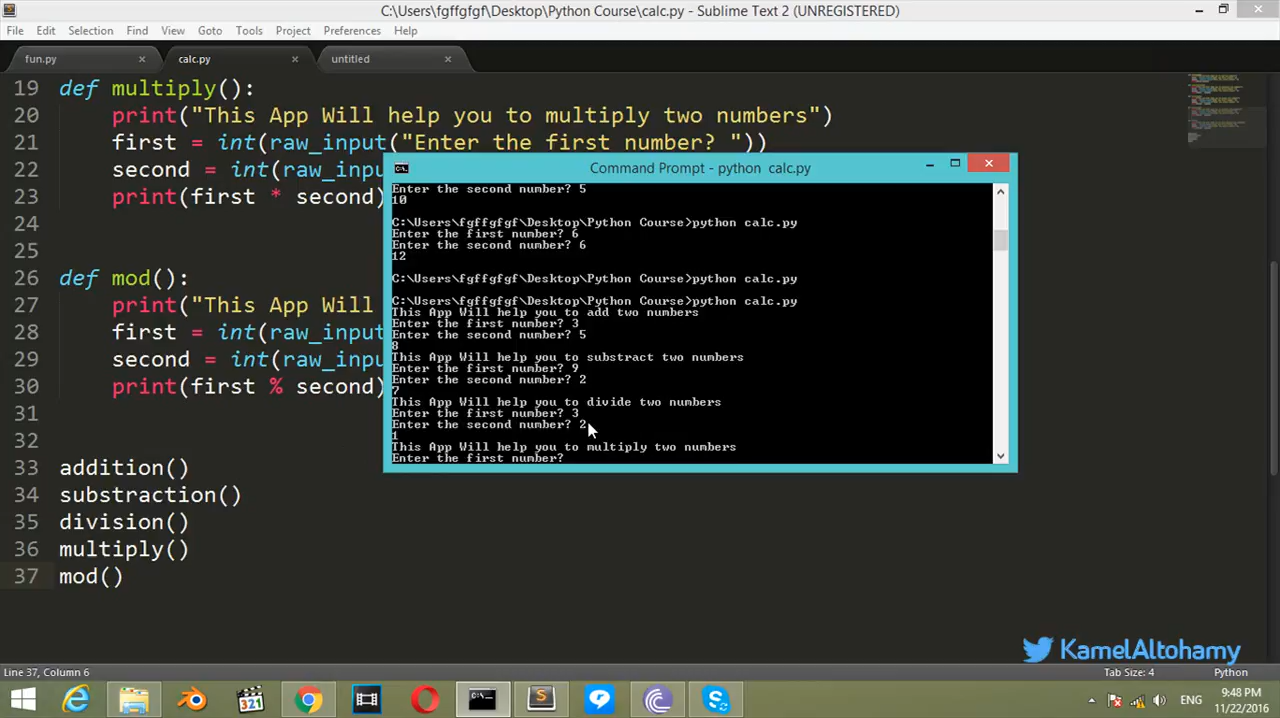 C:\Users\gffgfgf\Desktop\Python Course\calc.py - Sublime Text 2 (UNREGISTERED)
File Edit Selection Find View Goto Tools Project Preferences Help
fun.py × calc.py × untitled ×
19 def multiply():
20 print("This App Will help you to multiply two numbers")
21 first = int(raw_input("Enter the first number? "))
22 second = int(raw_inpu
23 print(first * second)
24
25
26 def mod():
27 print("This App Will
28 first = int(raw_inpu
29 second = int(raw_inpu
30 print(first % second)
31
32
33 addition()
34 substraction()
35 division()
36 multiply()
37 mod()
Command Prompt - python calc.py
Enter the second number? 5
10
C:\Users\fgffgfgf\Desktop\Python Course>python calc.py
Enter the first number? 6
Enter the second number? 6
12
C:\Users\fgffgfgf\Desktop\Python Course>python calc.py
C:\Users\fgffgfgf\Desktop\Python Course>python calc.py
This App Will help you to add two numbers
Enter the first number? 3
Enter the second number? 5
8
This App Will help you to substract two numbers
Enter the first number? 9
Enter the second number? 2
7
This App Will help you to divide two numbers
Enter the first number? 3
Enter the second number? 2
1
This App Will help you to multiply two numbers
Enter the first number?
KamelAltohamy
Line 37, Column 6
Tab Size: 4 Python
321
ENG
9:48 PM
11/22/2016